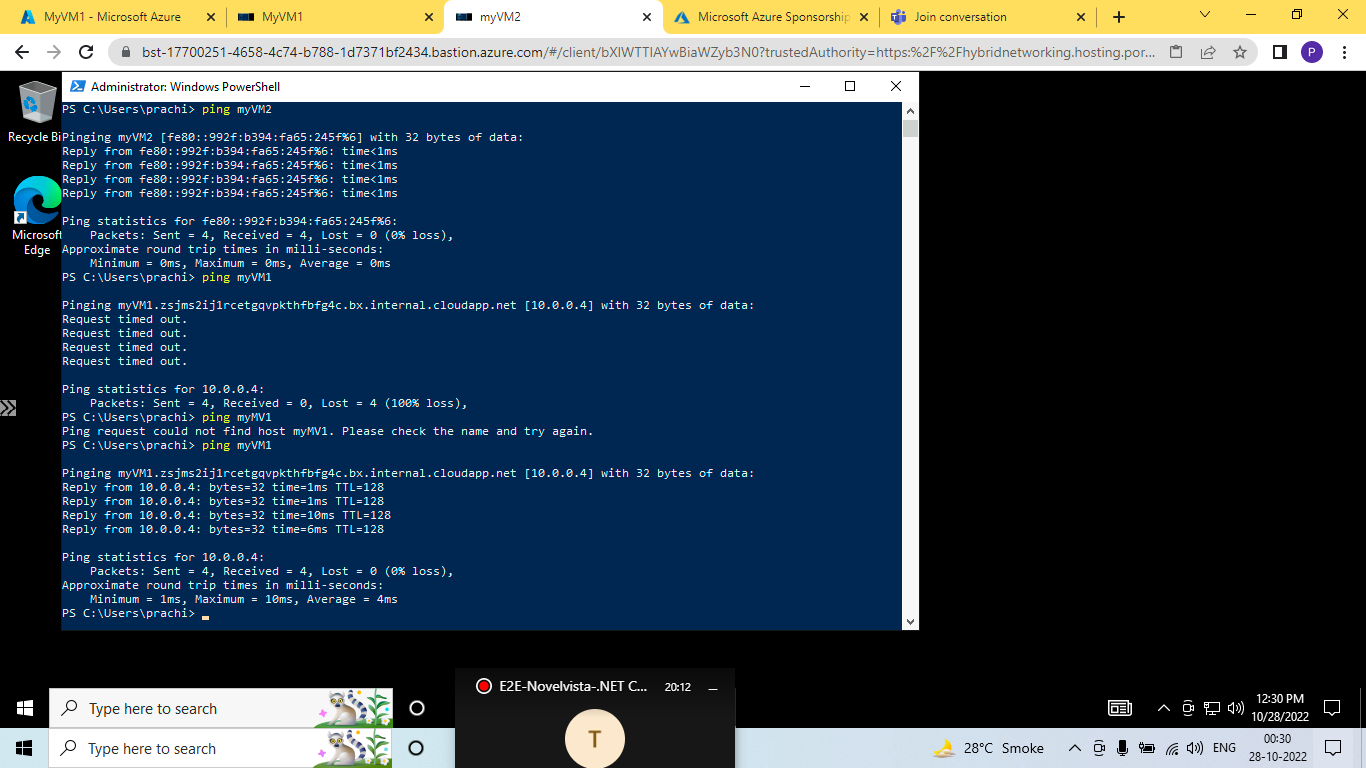 MyVM1 - Microsoft Azure
MyVM1
myVM2
Microsoft Azure Sponsorship
Join conversation
bst-17700251-4658-4c74-b788-1d7371bf2434.bastion.azure.com/#/client/bXlWTTIAYwBiaWZyb3N0?trustedAuthority=https:%2F%2Fhybridnetworking.hosting.por...
P
Recycle Bi
Microsoft
Edge
Administrator: Windows PowerShell
PS C:\Users\prachi> ping myVM2
Pinging myVM2 [fe80::992f:b394:fa65:245f%6] with 32 bytes of data:
Reply from fe80::992f:b394:fa65:245f%6: time<1ms
Reply from fe80::992f:b394:fa65:245f%6: time<1ms
Reply from fe80::992f:b394:fa65:245f%6: time<1ms
Reply from fe80::992f:b394:fa65:245f%6: time<1ms
Ping statistics for fe80::992f:b394:fa65:245f%6:
Packets: Sent = 4, Received = 4, Lost = 0 (0% loss),
Approximate round trip times in milli-seconds:
Minimum = 0ms, Maximum = 0ms, Average = 0ms
PS C:\Users\prachi> ping myVM1
Pinging myVM1.zsjms2ij1rcetgqvpkthfbfg4c.bx.internal.cloudapp.net [10.0.0.4] with 32 bytes of data:
Request timed out.
Request timed out.
Request timed out.
Request timed out.
Ping statistics for 10.0.0.4:
Packets: Sent = 4, Received = 0, Lost = 4 (100% loss),
PS C:\Users\prachi> ping myMV1
Ping request could not find host myMV1. Please check the name and try again.
PS C:\Users\prachi> ping myVM1
Pinging myVM1.zsjms2ij1rcetgqvpkthfbfg4c.bx.internal.cloudapp.net [10.0.0.4] with 32 bytes of data:
Reply from 10.0.0.4: bytes=32 time=1ms TTL=128
Reply from 10.0.0.4: bytes=32 time=1ms TTL=128
Reply from 10.0.0.4: bytes=32 time=10ms TTL=128
Reply from 10.0.0.4: bytes=32 time=6ms TTL=128
Ping statistics for 10.0.0.4:
Packets: Sent = 4, Received = 4, Lost = 0 (0% loss),
Approximate round trip times in milli-seconds:
Minimum = 1ms, Maximum = 10ms, Average = 4ms
PS C:\Users\prachi>
E2E-Novelvista-.NET C... 20:12
T
Type here to search
12:30 PM
10/28/2022
Type here to search
28°C Smoke
ENG
00:30
28-10-2022